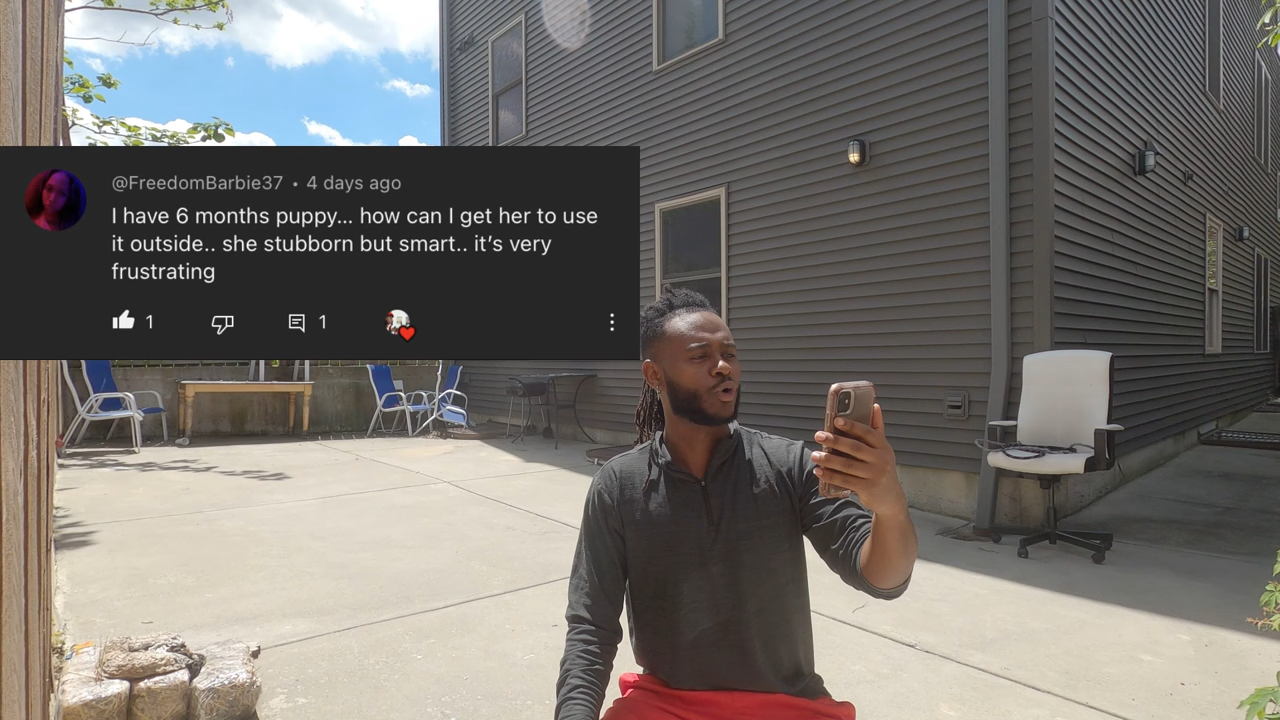 @FreedomBarbie37 • 4 days ago
I have 6 months puppy... how can I get her to use
it outside.. she stubborn but smart.. it’s very
frustrating
1
1